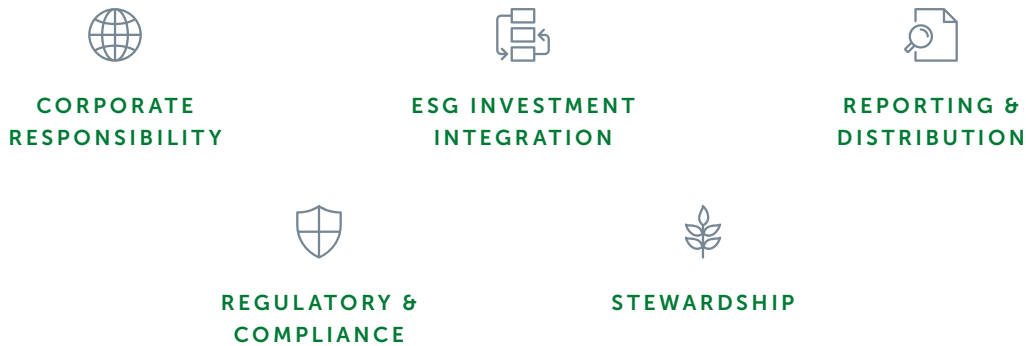 CORPORATE
RESPONSIBILITY
ESG INVESTMENT
INTEGRATION
REPORTING &
DISTRIBUTION
REGULATORY &
COMPLIANCE
STEWARDSHIP